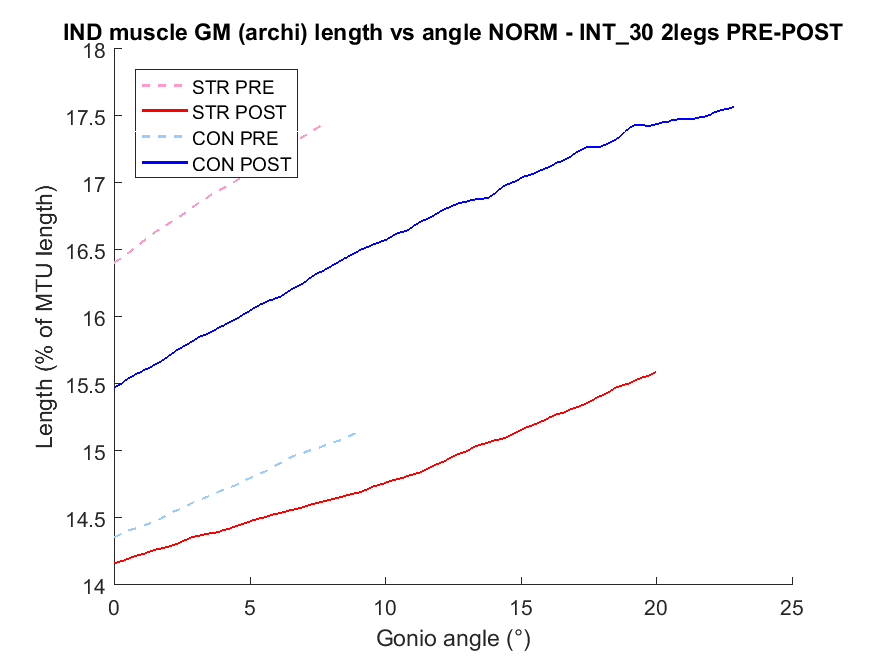 IND muscle GM (archi) length vs angle NORM - INT_30 2legs PRE-POST
18
17.5
17
16.5
16
15.5
15
14.5
14
Length (% of MTU length)
STR PRE
STR POST
CON PRE
CON POST
0 5 10 15 20 25
Gonio angle (°)